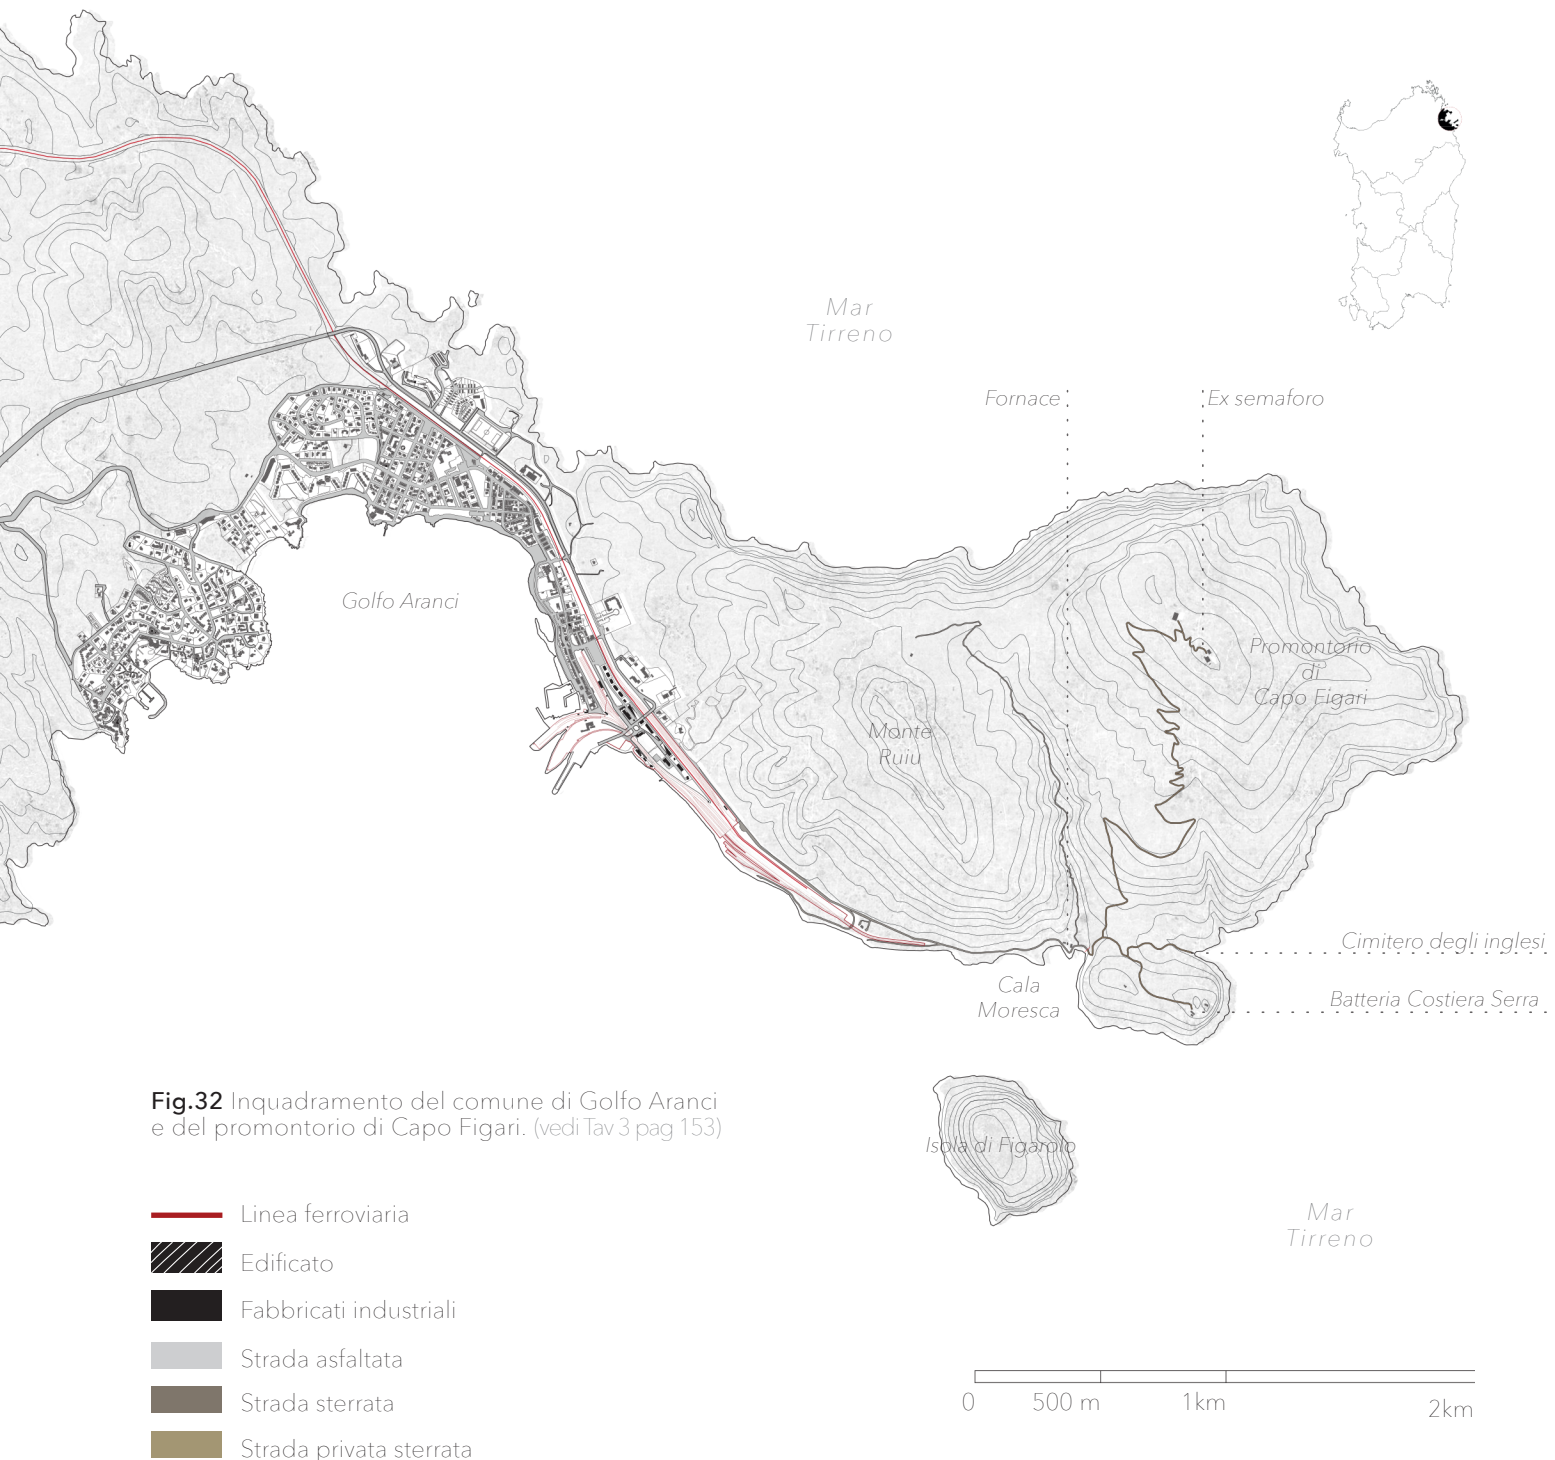 Mar
Tirreno
Fornace
Ex semaforo
Golfo Aranci
Promontorio
di
Capo Figari
Monte
Ruiu
Cimitero degli inglesi
Cala
Moresca
Batteria Costiera Serra
Fig.32 Inquadramento del comune di Golfo Aranci
e del promontorio di Capo Figari. (vedi Tav 3 pag 153)
Isola di Figarolo
Mar
Tirreno
Linea ferroviaria
Edificato
Fabbricati industriali
Strada asfaltata
Strada sterrata
Strada privata sterrata
0 500 m 1km 2km